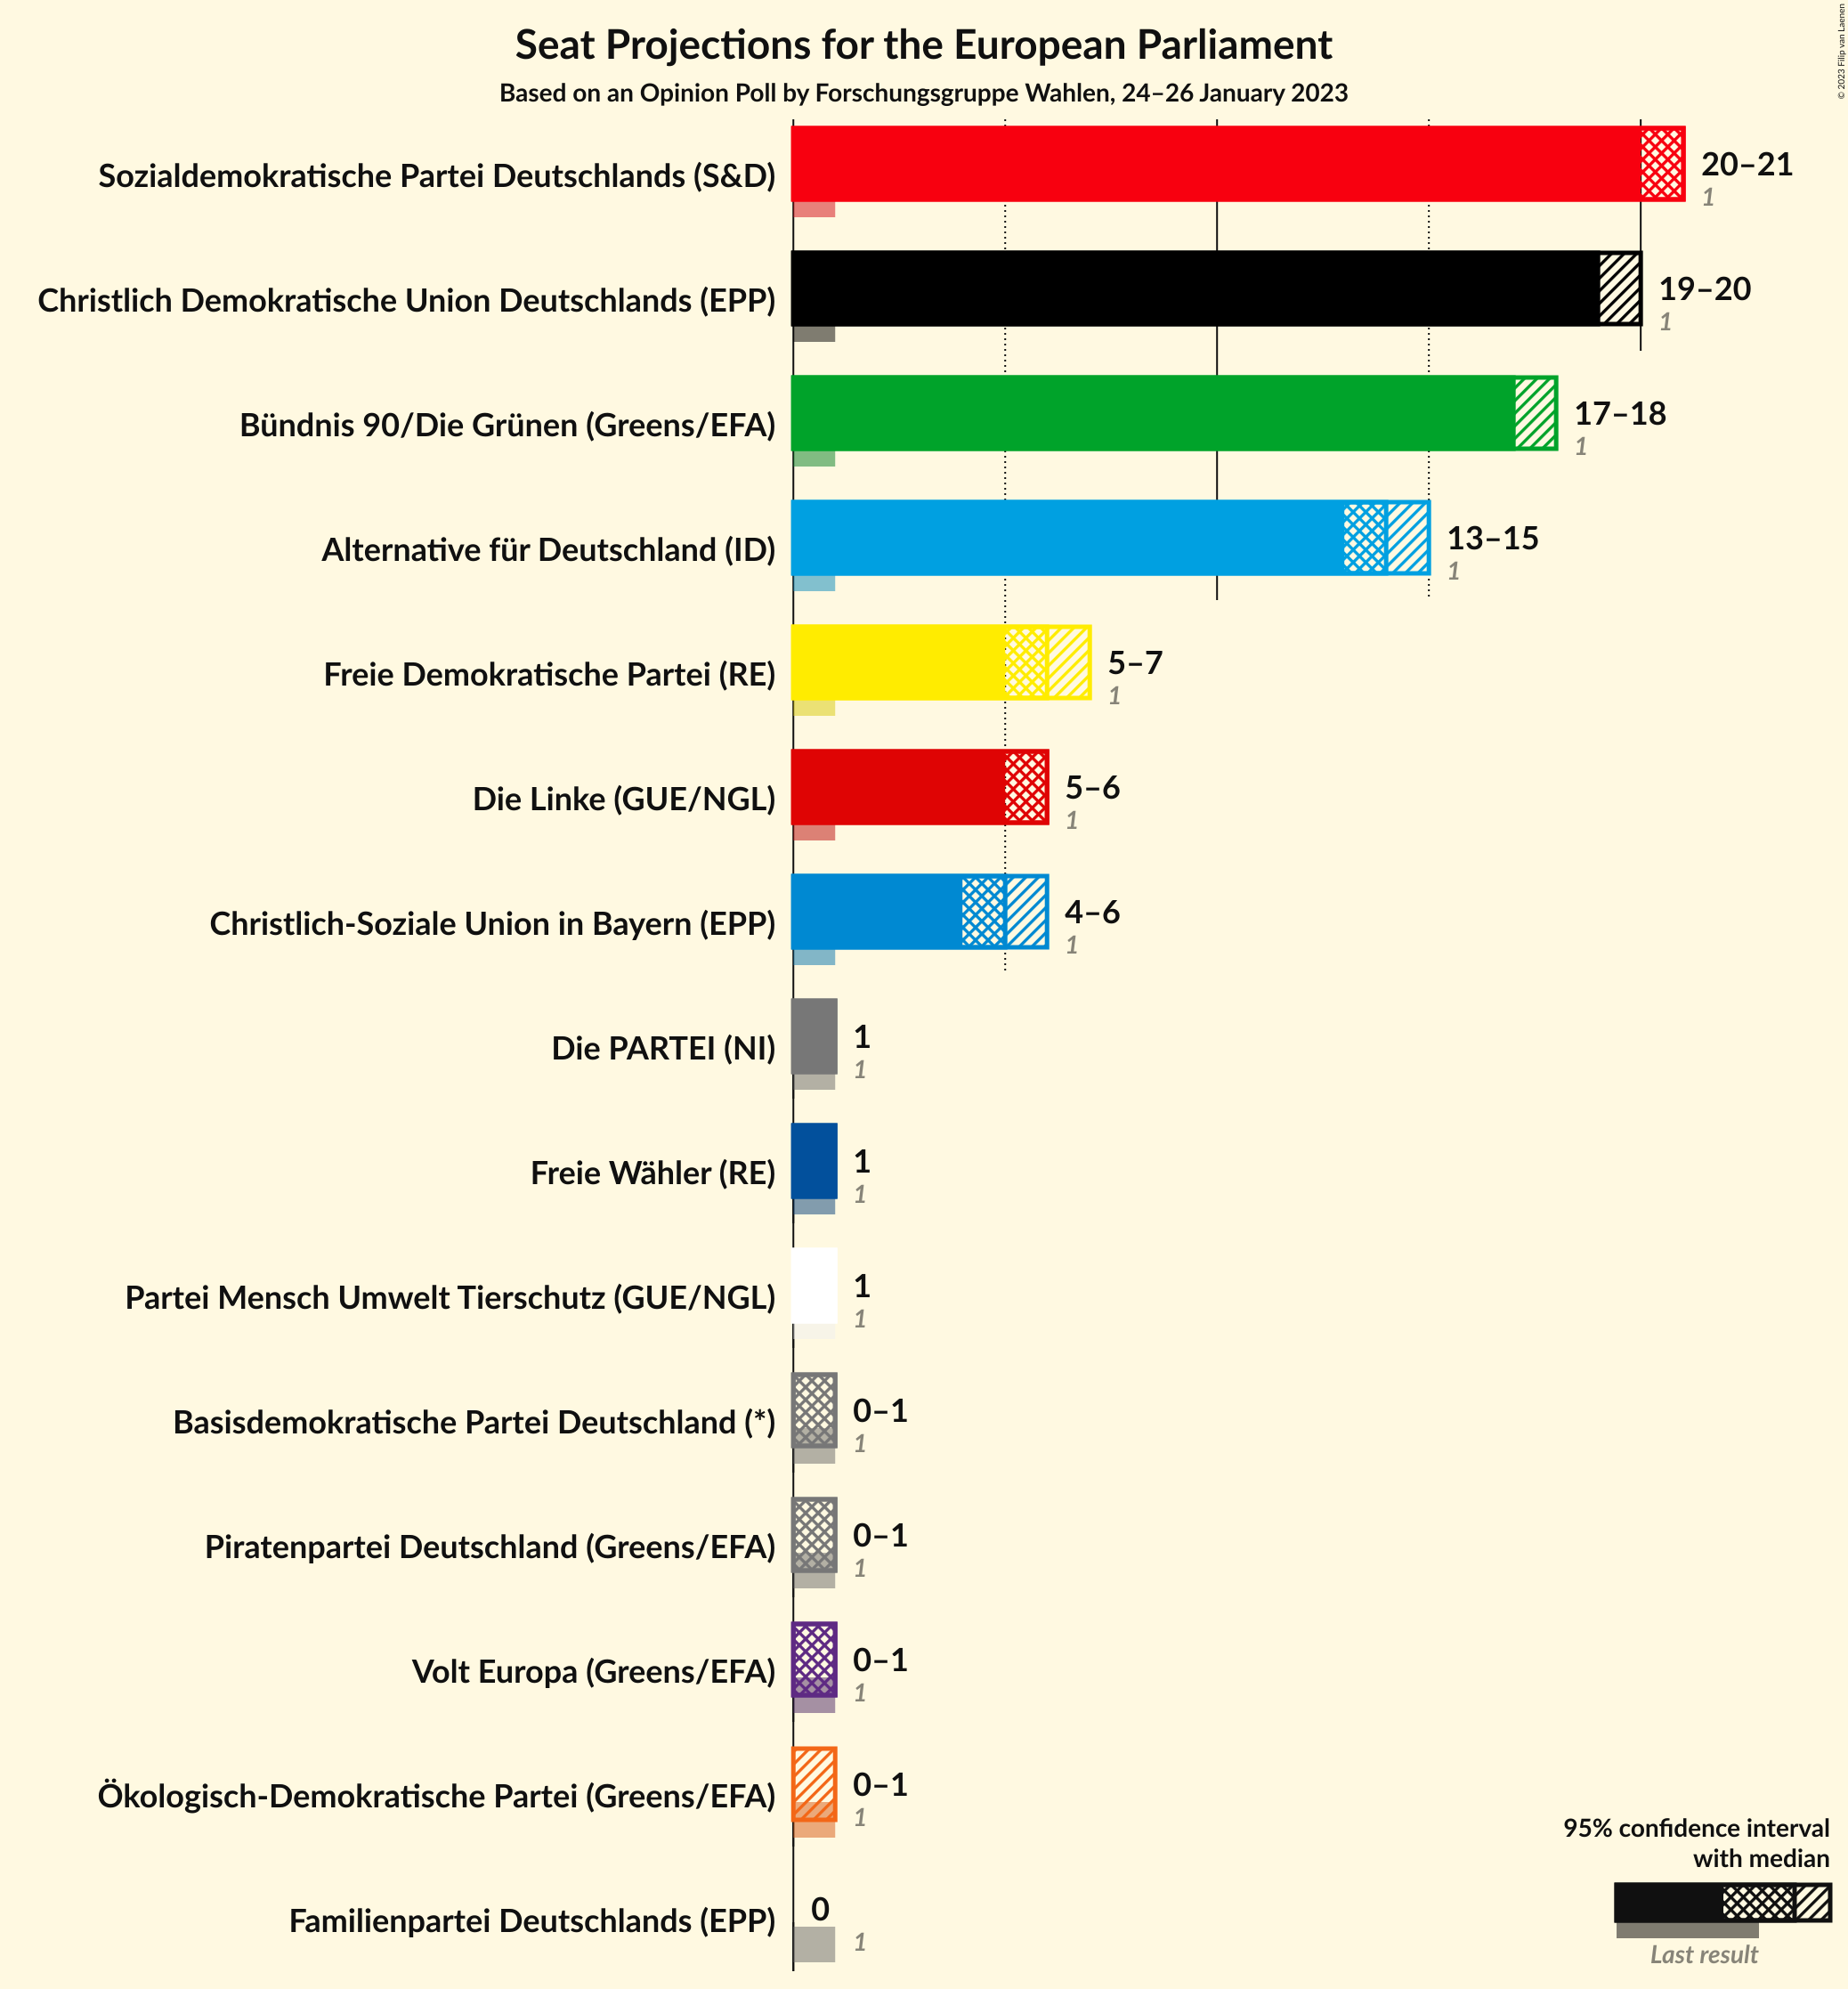 Seat Projections for the European Parliament
Based on an Opinion Poll by Forschungsgruppe Wahlen, 24–26 January 2023
© 2023 Filip van Laenen
Sozialdemokratische Partei Deutschlands (S&D)
20–21
1
Christlich Demokratische Union Deutschlands (EPP)
19–20
1
Bündnis 90/Die Grünen (Greens/EFA)
17–18
1
Alternative für Deutschland (ID)
13–15
1
Freie Demokratische Partei (RE)
5–7
1
Die Linke (GUE/NGL)
5–6
1
Christlich-Soziale Union in Bayern (EPP)
4–6
1
Die PARTEI (NI)
1
1
Freie Wähler (RE)
1
1
Partei Mensch Umwelt Tierschutz (GUE/NGL)
1
1
Basisdemokratische Partei Deutschland (*)
0–1
1
Piratenpartei Deutschland (Greens/EFA)
0–1
1
Volt Europa (Greens/EFA)
0–1
1
Ökologisch-Demokratische Partei (Greens/EFA)
0–1
1
Familienpartei Deutschlands (EPP)
0
1
95% confidence interval
with median
Last result